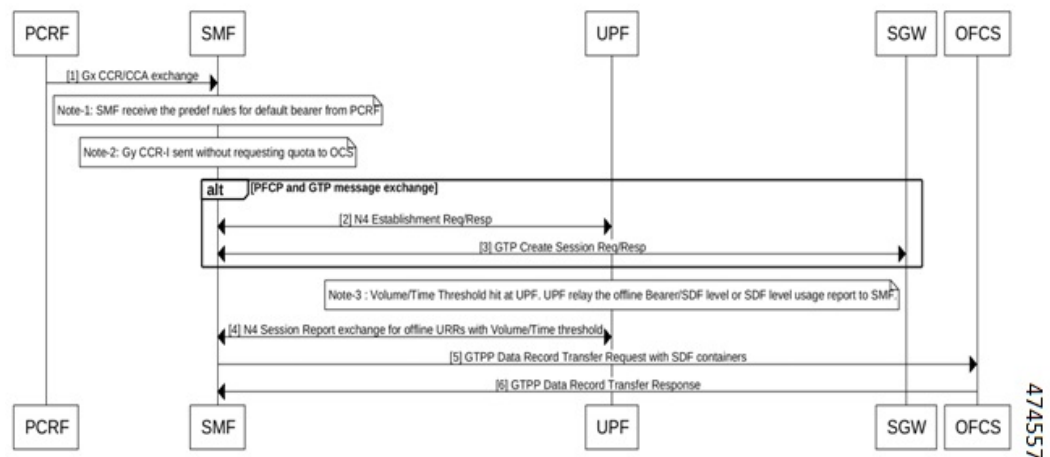 PCRF SMF UPF SGW OFCS
[1] Gx CCR/CCA exchange
Note-1: SMF receive the predef rules for default bearer from PCRF
Note-2: Gy CCR-I sent without requesting quota to OCS
alt [PFCP and GTP message exchange]
[2] N4 Establishment Req/Resp
[3] GTP Create Session Req/Resp
Note-3 : Volume/Time Threshold hit at UPF. UPF relay the offline Bearer/SDF level or SDF level usage report to SMF.
[4] N4 Session Report exchange for offline URRs with Volume/Time threshold
[5] GTPP Data Record Transfer Request with SDF containers
[6] GTPP Data Record Transfer Response
PCRF SMF UPF SGW OFCS
474557